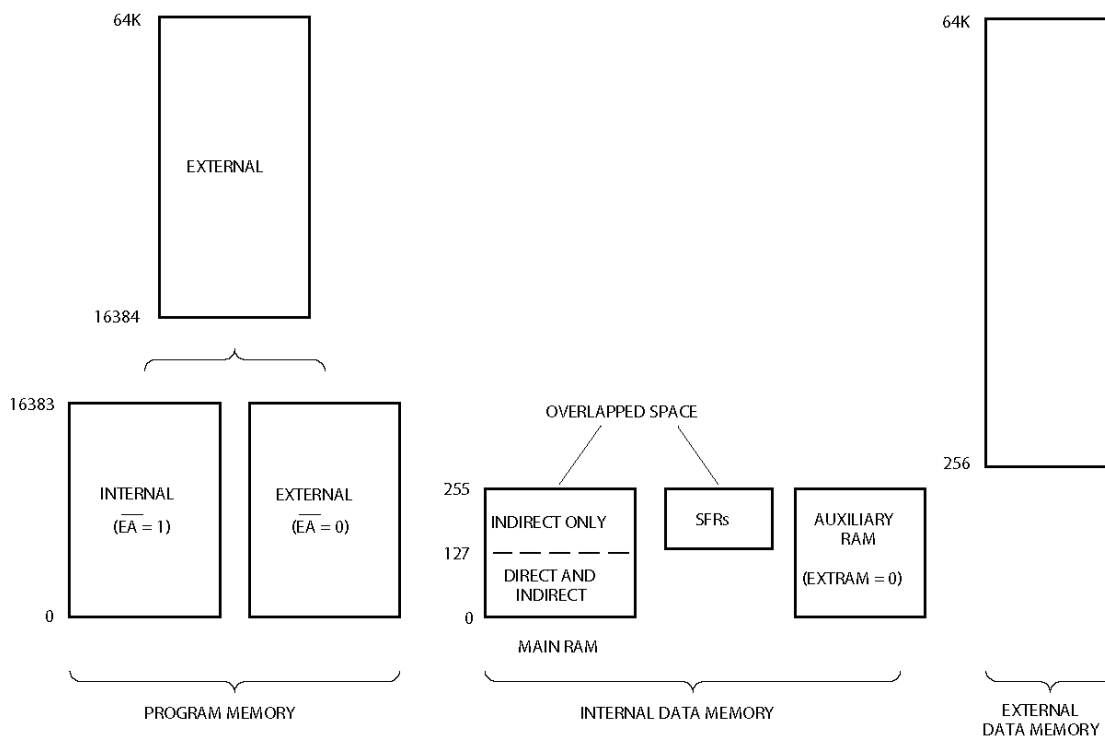 64K
EXTERNAL
16384
16383
INTERNAL
(EA = 1)
EXTERNAL
(EA = 0)
0
PROGRAM MEMORY
OVERLAPPED SPACE
255
INDIRECT ONLY
127
DIRECT AND
INDIRECT
0
MAIN RAM
SFRs
AUXILIARY
RAM
(EXTRAM = 0)
INTERNAL DATA MEMORY
64K
256
EXTERNAL
DATA MEMORY